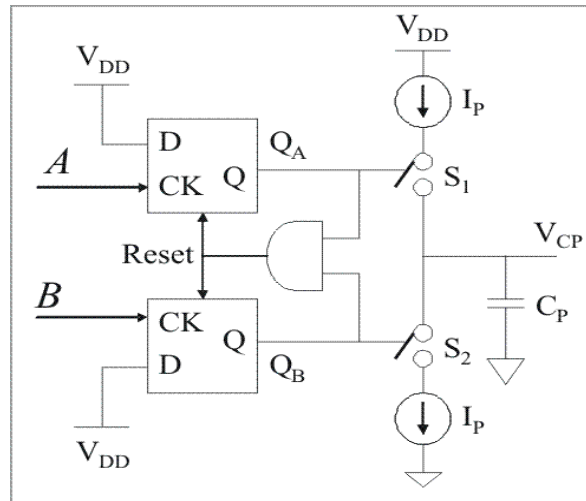 V_DD
V_DD
I_P
D
Q_A
A
Q
CK
S_1
Reset
V_CP
B
CK
Q
C_P
D
Q_B
S_2
V_DD
I_P